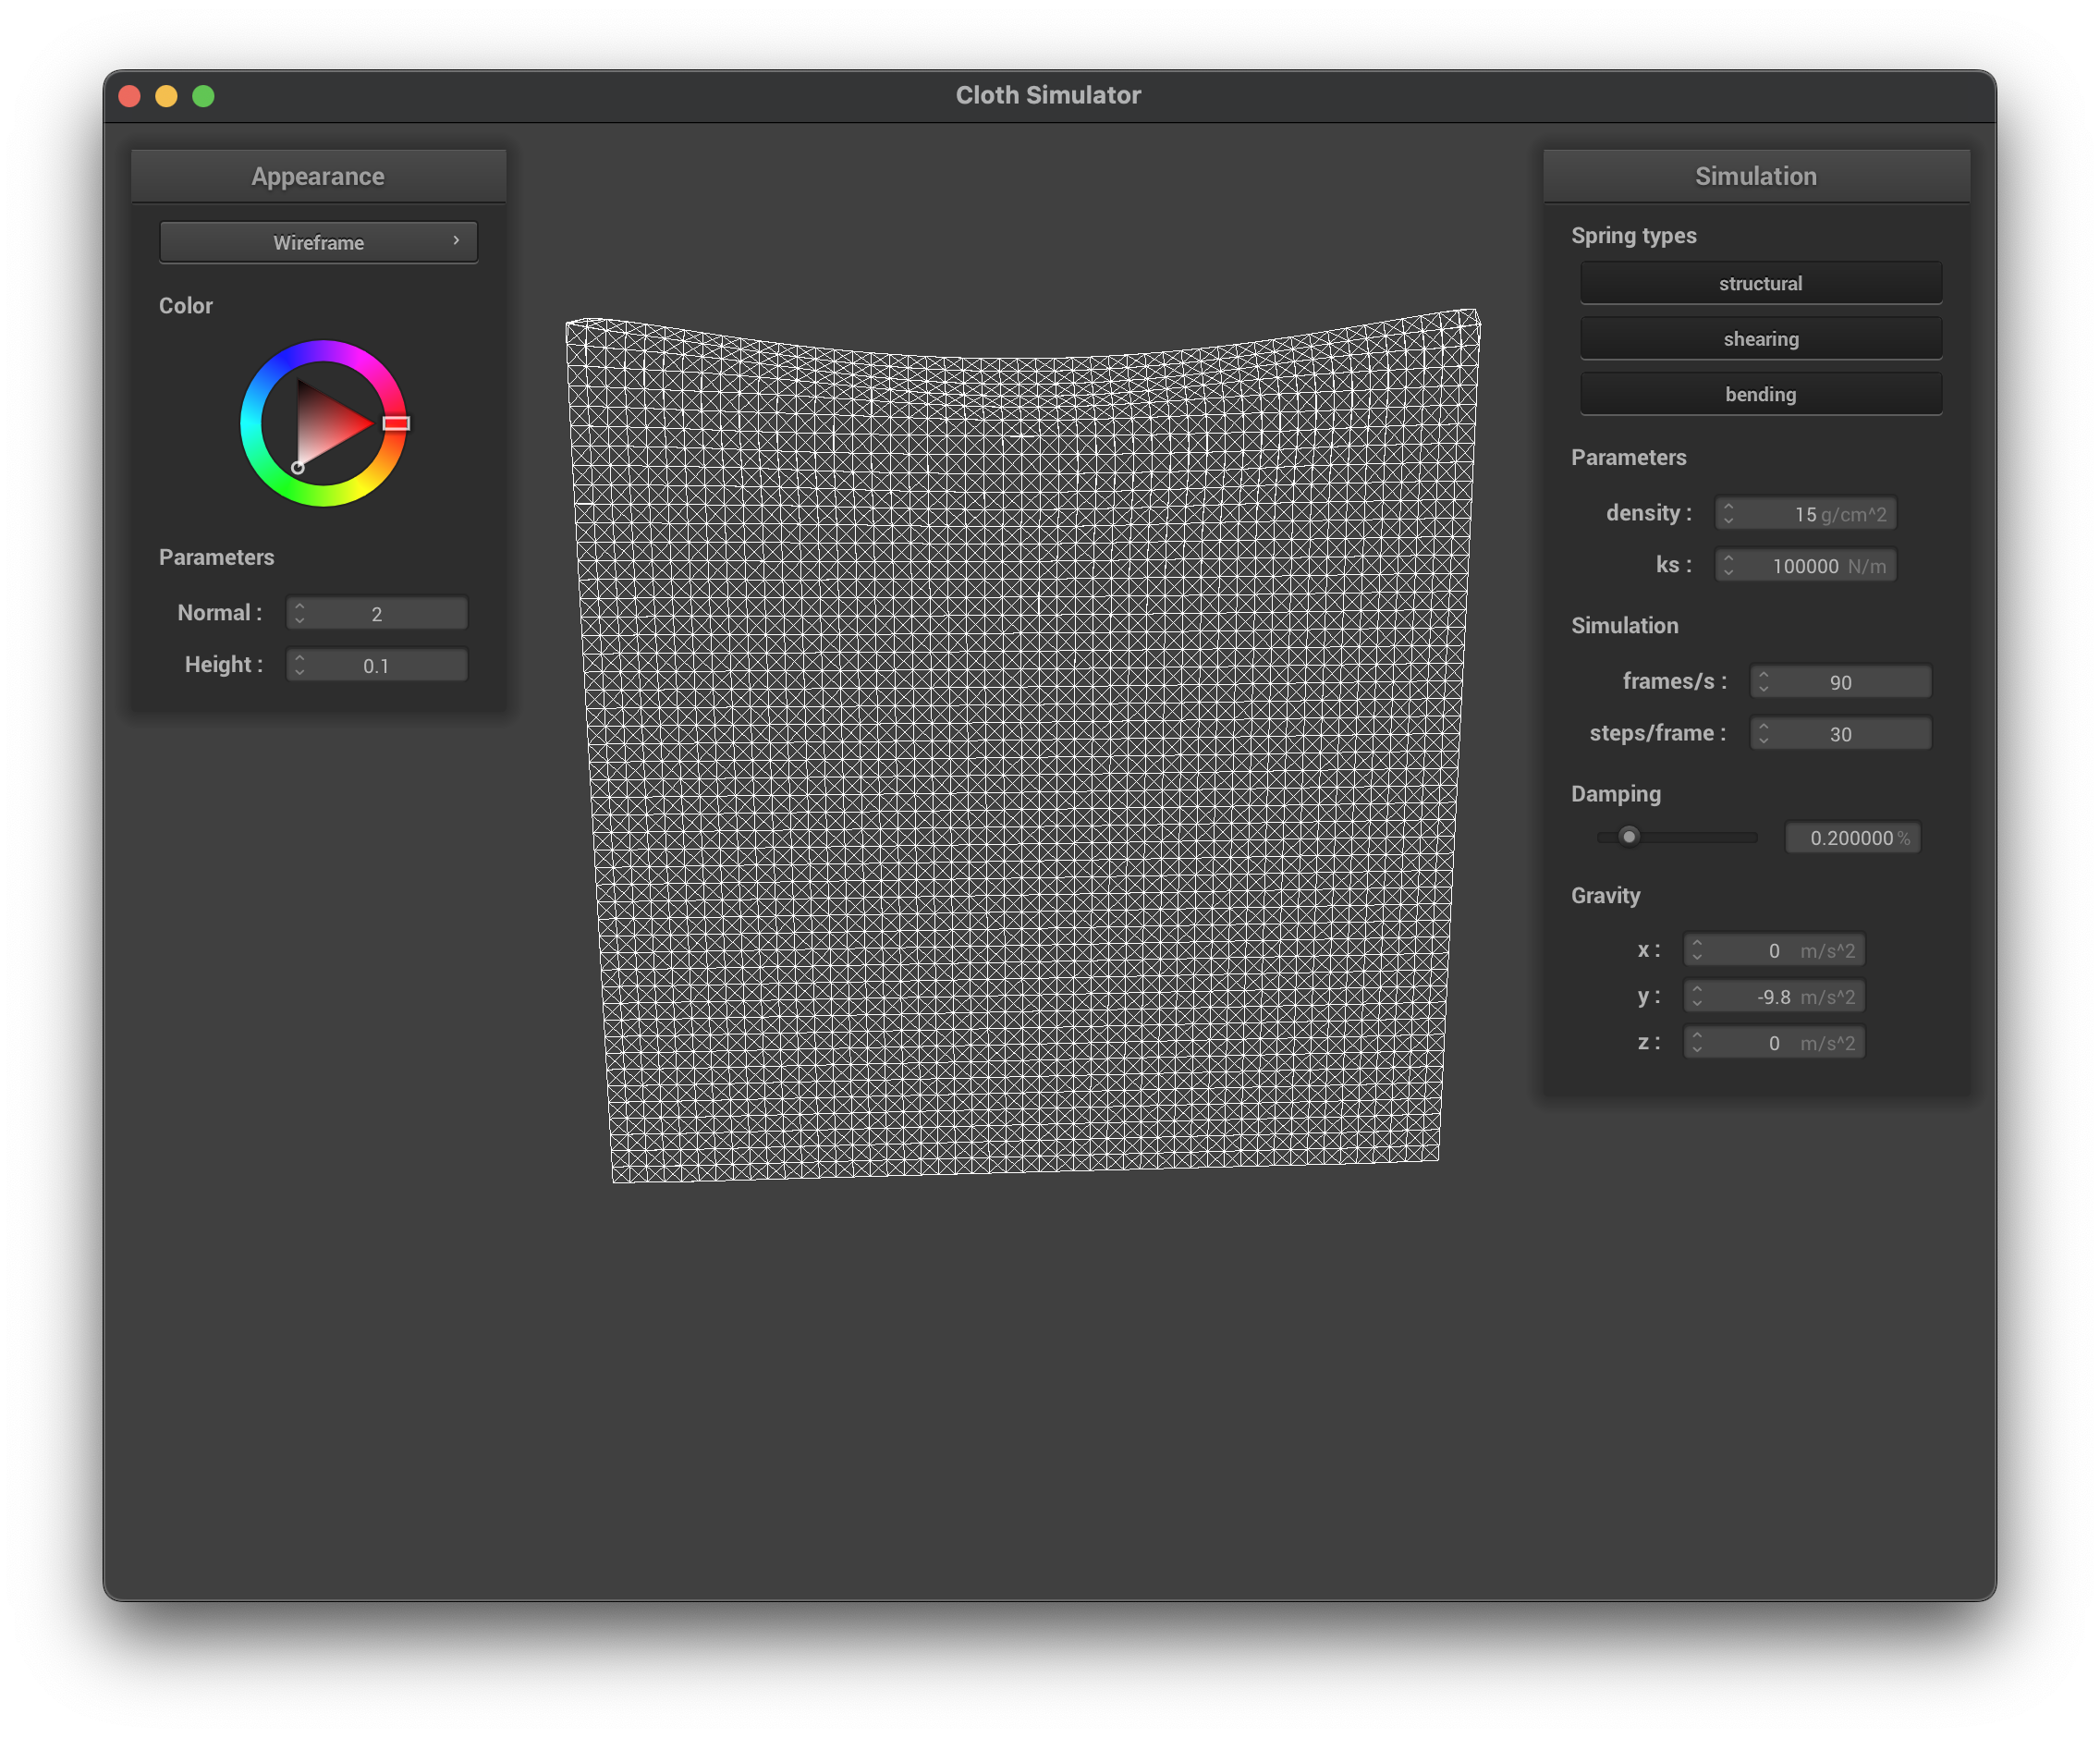 Cloth Simulator
Appearance
Wireframe
Color
Parameters
Normal : 2
Height : 0.1
Simulation
Spring types
structural
shearing
bending
Parameters
density : 15 g/cm^2
ks : 100000 N/m
Simulation
frames/s : 90
steps/frame : 30
Damping
0.200000 %
Gravity
x : 0 m/s^2
y : -9.8 m/s^2
z : 0 m/s^2